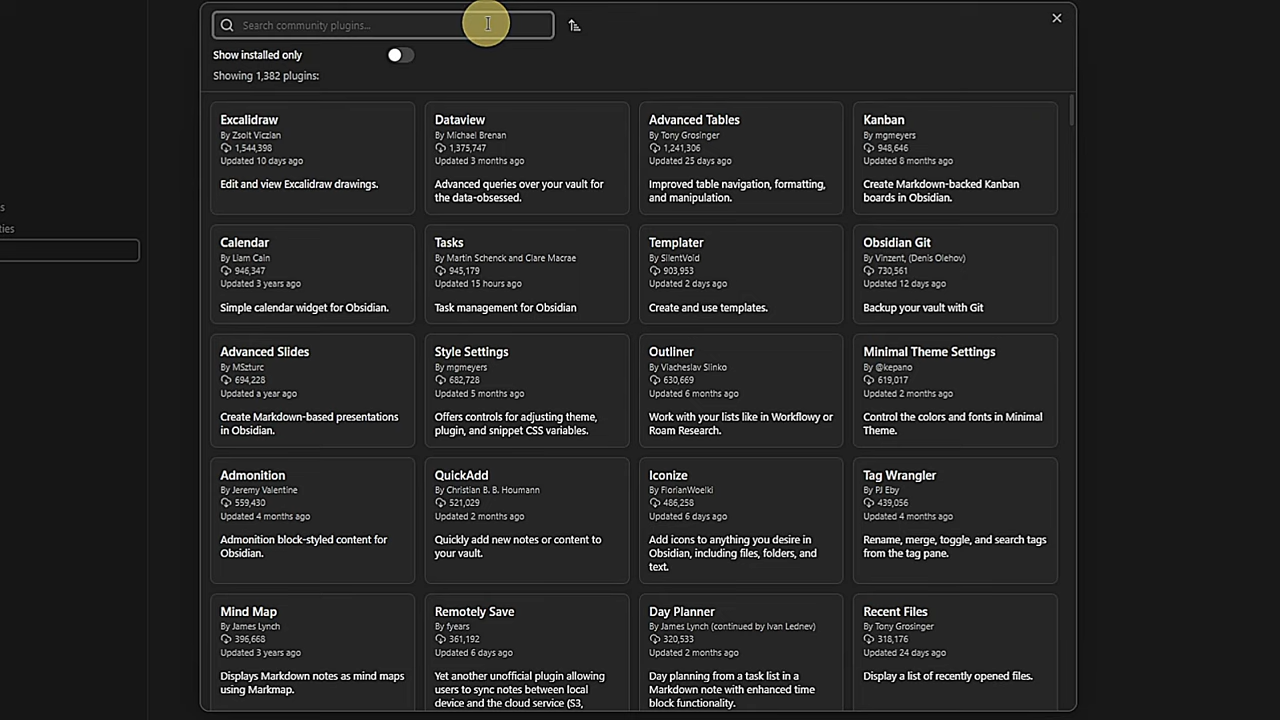 Search community plugins...
Show installed only
Showing 1,382 plugins:
s
ties
Excalidraw
By Zsolt Viczian
1,544,398
Updated 10 days ago
Edit and view Excalidraw drawings.
Dataview
By Michael Brenan
1,375,747
Updated 3 months ago
Advanced queries over your vault for
the data-obsessed.
Advanced Tables
By Tony Grosinger
1,241,306
Updated 25 days ago
Improved table navigation, formatting,
and manipulation.
Kanban
By mgmeyers
948,646
Updated 8 months ago
Create Markdown-backed Kanban
boards in Obsidian.
Calendar
By Liam Cain
946,347
Updated 3 years ago
Simple calendar widget for Obsidian.
Tasks
By Martin Schenck and Clare Macrae
945,179
Updated 15 hours ago
Task management for Obsidian
Templater
By SilentVoid
903,953
Updated 2 days ago
Create and use templates.
Obsidian Git
By Vinzent, (Denis Olehov)
730,561
Updated 12 days ago
Backup your vault with Git
Advanced Slides
By MSzturc
694,228
Updated a year ago
Create Markdown-based presentations
in Obsidian.
Style Settings
By mgmeyers
682,728
Updated 5 months ago
Offers controls for adjusting theme,
plugin, and snippet CSS variables.
Outliner
By Viacheslav Slinko
630,669
Updated 6 months ago
Work with your lists like in Workflowy or
Roam Research.
Minimal Theme Settings
By @kepano
619,017
Updated 2 months ago
Control the colors and fonts in Minimal
Theme.
Admonition
By Jeremy Valentine
559,430
Updated 4 months ago
Admonition block-styled content for
Obsidian.
QuickAdd
By Christian B. B. Houmann
521,029
Updated 2 months ago
Quickly add new notes or content to
your vault.
Iconize
By FlorianWoelki
486,258
Updated 6 days ago
Add icons to anything you desire in
Obsidian, including files, folders, and
text.
Tag Wrangler
By PJ Eby
439,056
Updated 4 months ago
Rename, merge, toggle, and search tags
from the tag pane.
Mind Map
By James Lynch
396,668
Updated 3 years ago
Displays Markdown notes as mind maps
using Markmap.
Remotely Save
By fyears
361,192
Updated 6 days ago
Yet another unofficial plugin allowing
users to sync notes between local
device and the cloud service (S3,
Day Planner
By James Lynch (continued by Ivan Lednev)
320,533
Updated 2 months ago
Day planning from a task list in a
Markdown note with enhanced time
block functionality.
Recent Files
By Tony Grosinger
318,176
Updated 24 days ago
Display a list of recently opened files.